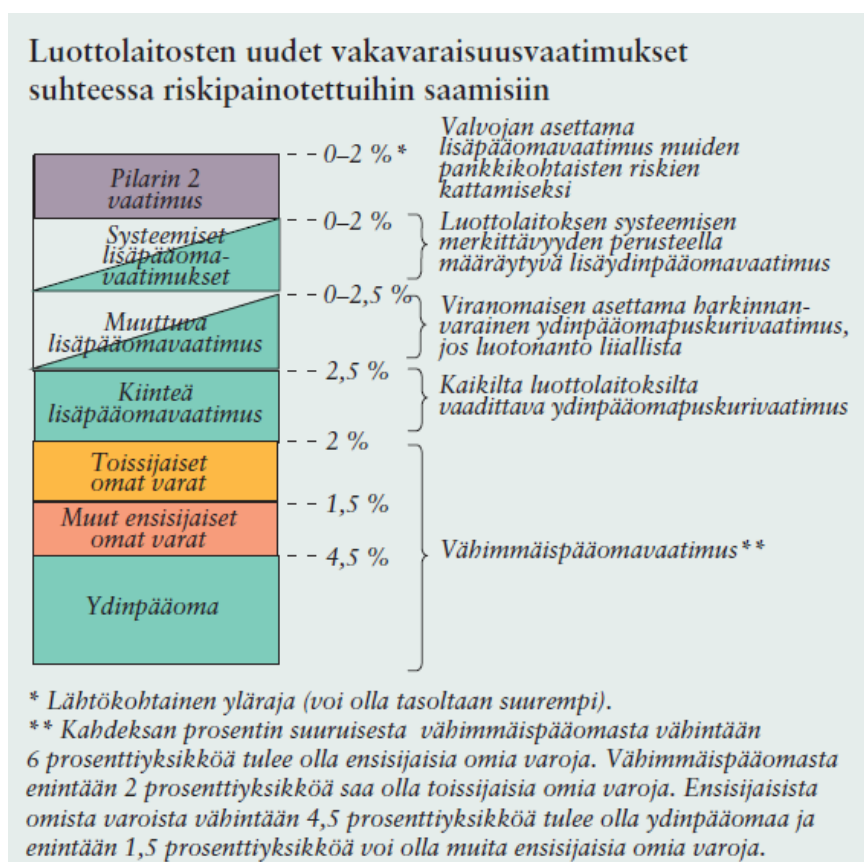 Luottolaitosten uudet vakavaraisuusvaatimukset
suhteessa riskipainotettuihin saamisiin
Pilarin 2
vaatimus
0–2 % *
Valvojan asettama
lisäpääomavaatimus muiden
pankkikohtaisten riskien
kattamiseksi
Systeemiset
lisäpääoma-
vaatimukset
0–2 %
Luottolaitoksen systeemisen
merkittävyyden perusteella
määräytyvä lisäydinpääomavaatimus
Muuttuva
lisäpääomavaatimus
0–2,5 %
Viranomaisen asettama harkinnan-
varainen ydinpääomapuskurivaatimus,
jos luotonanto liiallista
Kiinteä
lisäpääomavaatimus
2,5 %
Kaikilta luottolaitoksilta
vaadittava ydinpääomapuskurivaatimus
Toissijaiset
omat varat
2 %
Muut ensisijaiset
omat varat
1,5 %
Ydinpääoma
4,5 %
Vähimmäispääomavaatimus**
* Lähtökohtainen yläraja (voi olla tasoltaan suurempi).
** Kahdeksan prosentin suuruisesta vähimmäispääomasta vähintään
6 prosenttiyksikköä tulee olla ensisijaisia omia varoja. Vähimmäispääomasta
enintään 2 prosenttiyksikköä saa olla toissijaisia omia varoja. Ensisijaisista
omista varoista vähintään 4,5 prosenttiyksikköä tulee olla ydinpääomaa ja
enintään 1,5 prosenttiyksikköä voi olla muita ensisijaisia omia varoja.